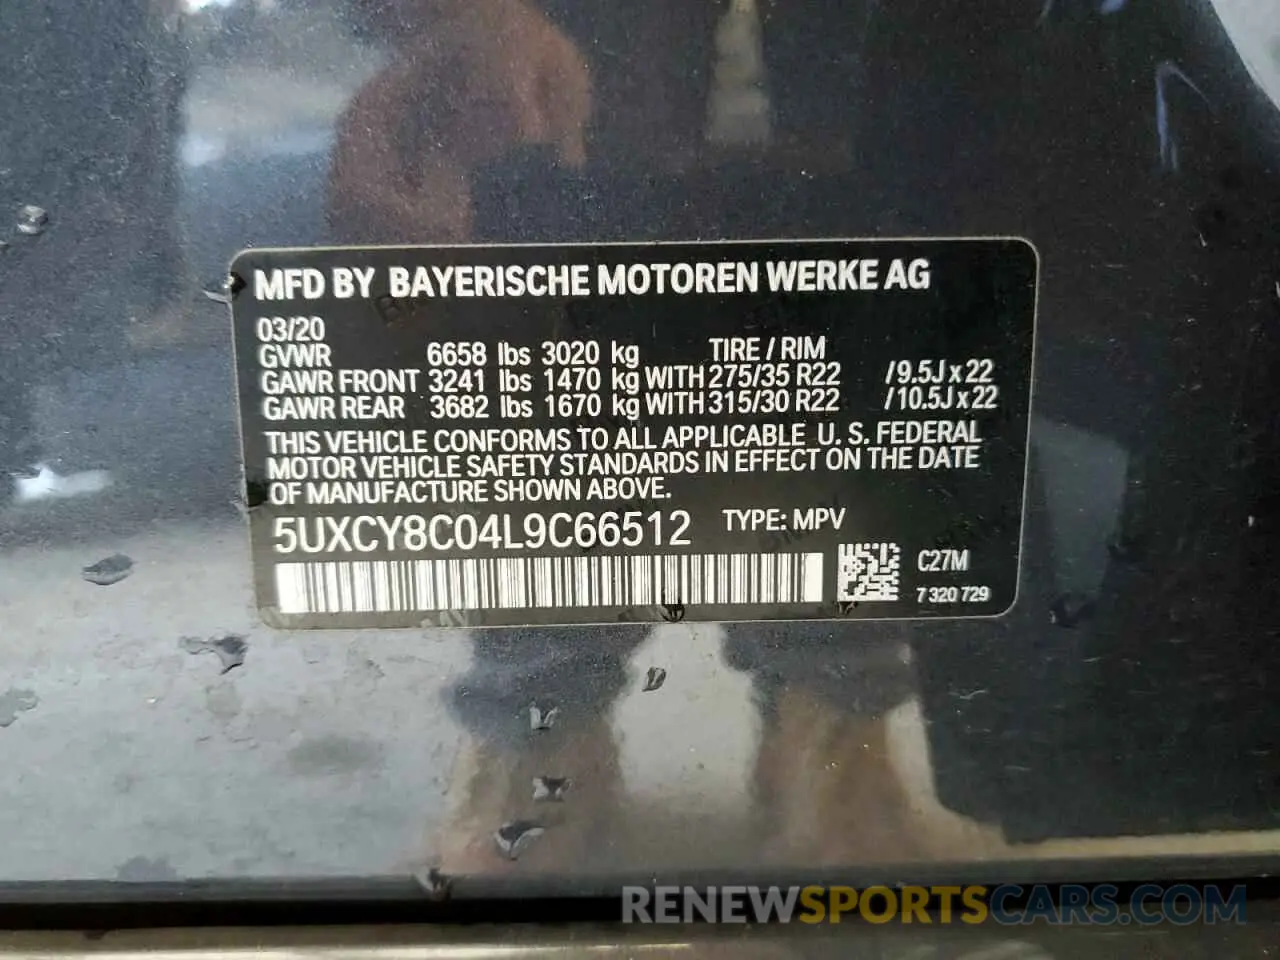 MFD BY BAYERISCHE MOTOREN WERKE AG
03/20
GVWR 6658 lbs 3020 kg TIRE / RIM
GAWR FRONT 3241 lbs 1470 kg WITH 275/35 R22 /9.5J x 22
GAWR REAR 3682 lbs 1670 kg WITH 315/30 R22 /10.5J x 22
THIS VEHICLE CONFORMS TO ALL APPLICABLE U. S. FEDERAL
MOTOR VEHICLE SAFETY STANDARDS IN EFFECT ON THE DATE
OF MANUFACTURE SHOWN ABOVE.
5UXCY8C04L9C66512 TYPE: MPV
C27M
7 320 729
RENEWSPORTSCARS.COM